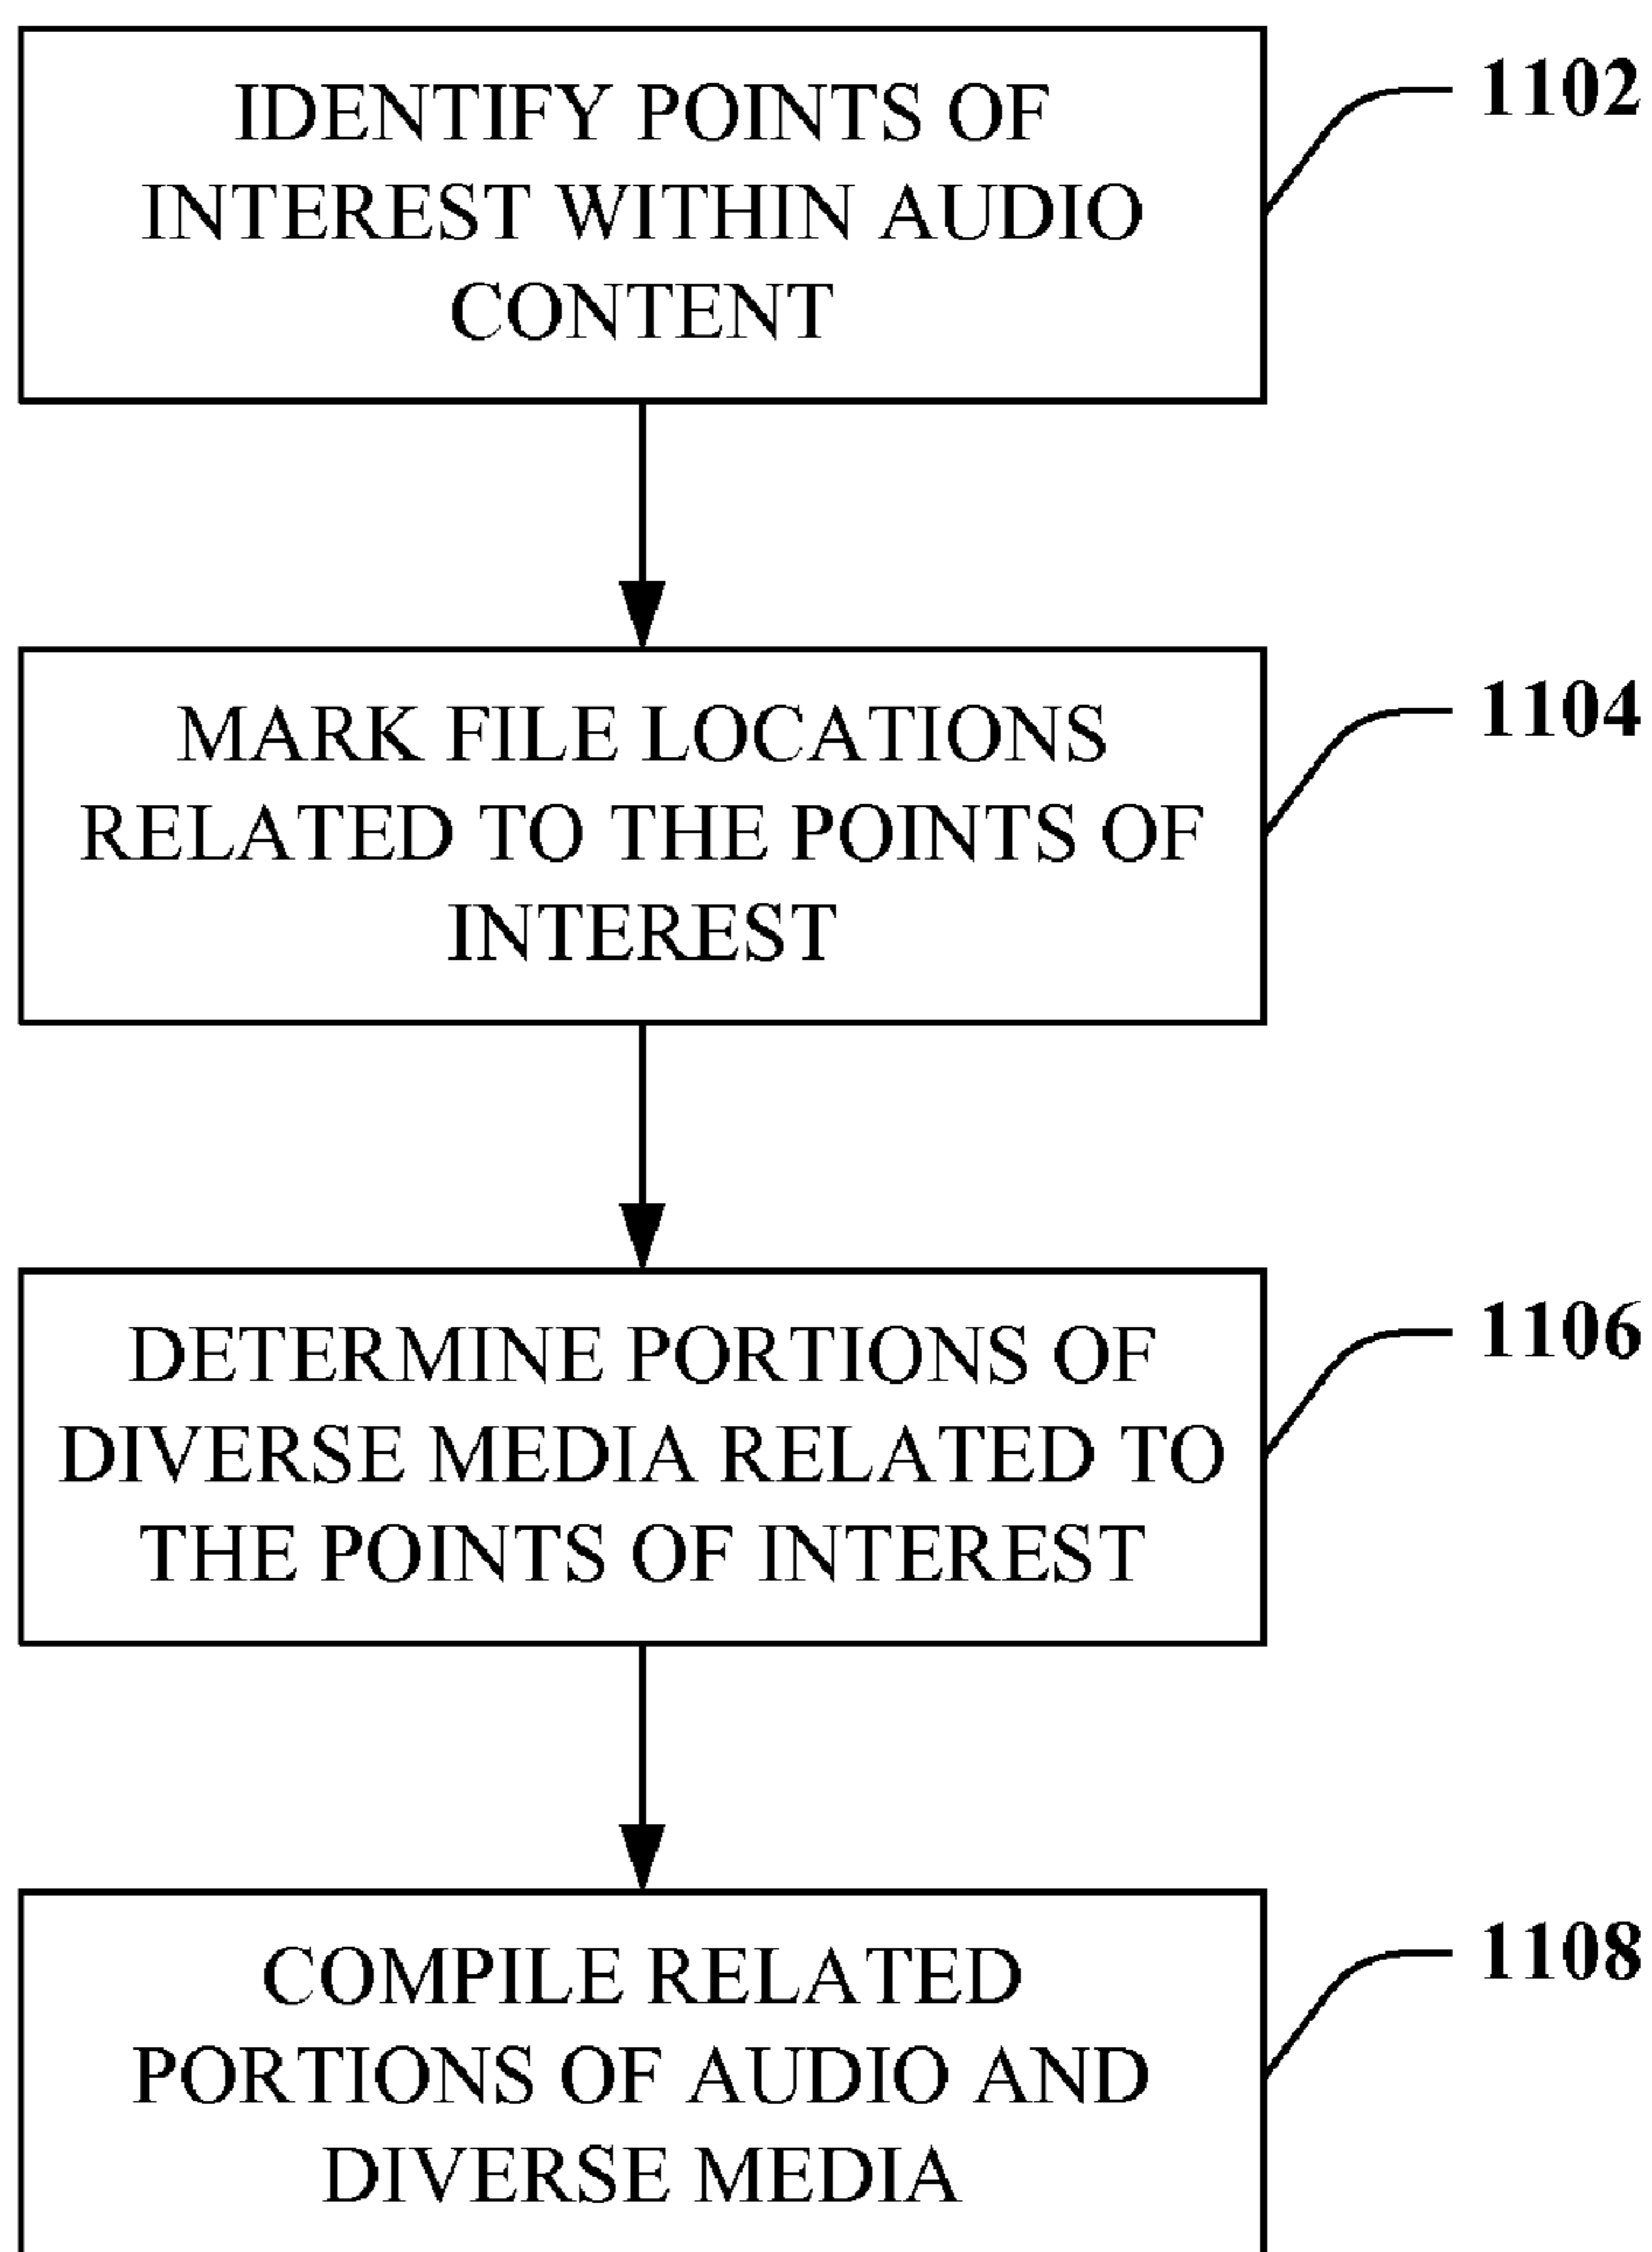 IDENTIFY POINTS OF
INTEREST WITHIN AUDIO
CONTENT
1102
MARK FILE LOCATIONS
RELATED TO THE POINTS OF
INTEREST
1104
DETERMINE PORTIONS OF
DIVERSE MEDIA RELATED TO
THE POINTS OF INTEREST
1106
COMPILE RELATED
PORTIONS OF AUDIO AND
DIVERSE MEDIA
1108